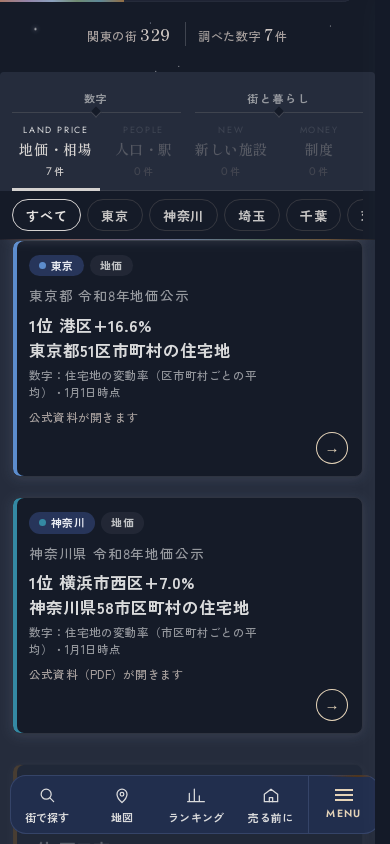 関東の街 329 調べた数字 7 件
数字 街と暮らし
LAND PRICE PEOPLE NEW MONEY
地価・相場 人口・駅 新しい施設 制度
7 件 0 件 0 件 0 件
すべて 東京 神奈川 埼玉 千葉
東京 地価
東京都 令和8年地価公示
1位 港区+16.6%
東京都51区市町村の住宅地
数字：住宅地の変動率（区市町村ごとの平
均）・1月1日時点
公式資料が開きます
→
神奈川 地価
神奈川県 令和8年地価公示
1位 横浜市西区+7.0%
神奈川県58市区町村の住宅地
数字：住宅地の変動率（市区町村ごとの平
均）・1月1日時点
公式資料（PDF）が開きます
→
街で探す 地図 ランキング 売る前に MENU